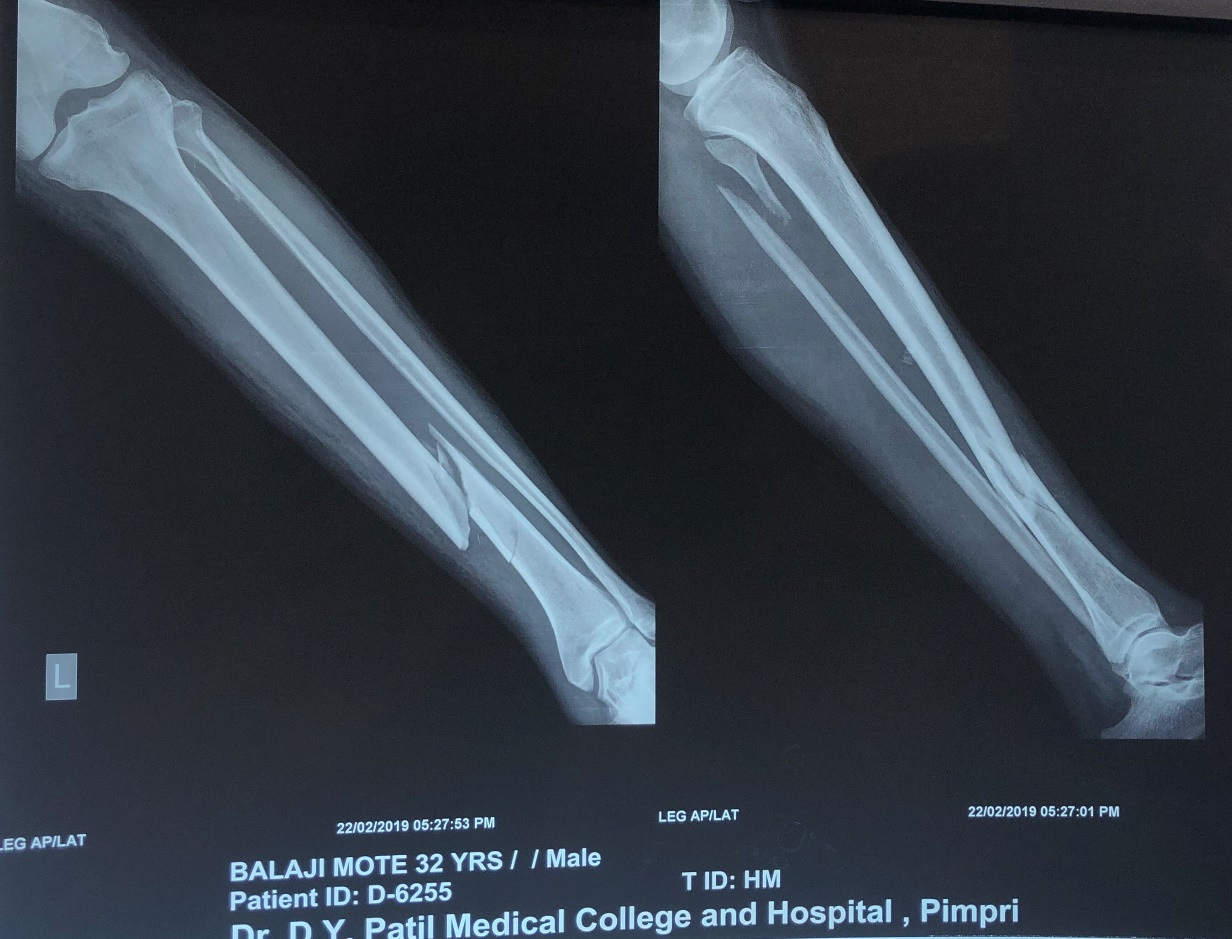 L
LEG AP/LAT
22/02/2019 05:27:53 PM
LEG AP/LAT
22/02/2019 05:27:01 PM
BALAJI MOTE 32 YRS / / Male
Patient ID: D-6255
T ID: HM
Dr. D.Y. Patil Medical College and Hospital , Pimpri